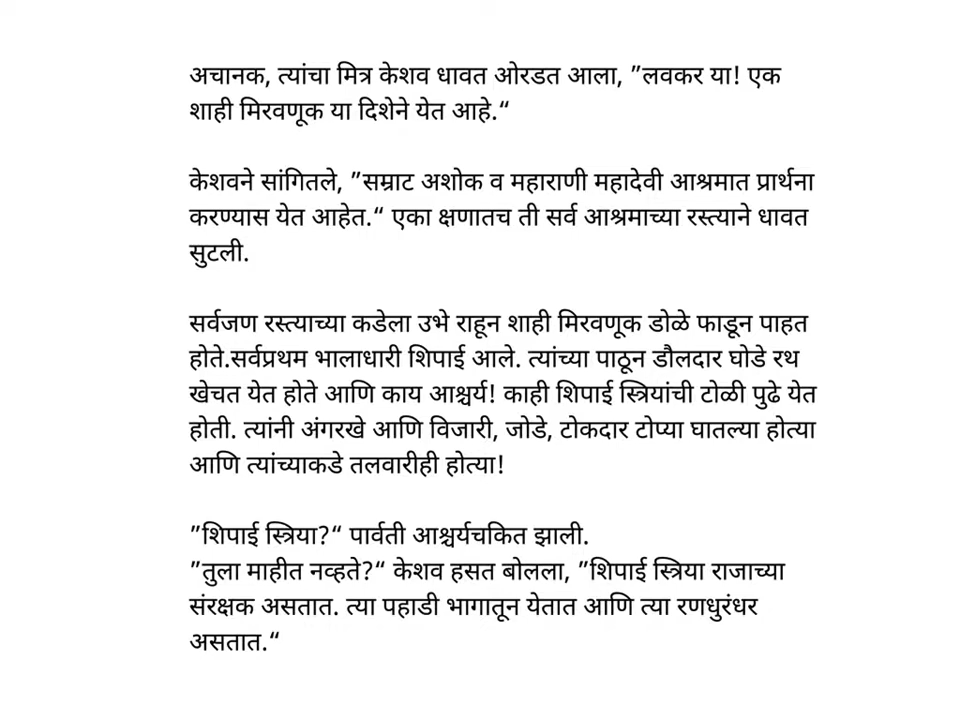 अचानक, त्यांचा मित्र केशव धावत ओरडत आला, ”लवकर या! एक
शाही मिरवणूक या दिशेने येत आहे.“
केशवने सांगितले, ”सम्राट अशोक व महाराणी महादेवी आश्रमात प्रार्थना
करण्यास येत आहेत.“ एका क्षणातच ती सर्व आश्रमाच्या रस्त्याने धावत
सुटली.
सर्वजण रस्त्याच्या कडेला उभे राहून शाही मिरवणूक डोळे फाडून पाहत
होते.सर्वप्रथम भालाधारी शिपाई आले. त्यांच्या पाठून डौलदार घोडे रथ
खेचत येत होते आणि काय आश्चर्य! काही शिपाई स्त्रियांची टोळी पुढे येत
होती. त्यांनी अंगरखे आणि विजारी, जोडे, टोकदार टोप्या घातल्या होत्या
आणि त्यांच्याकडे तलवारीही होत्या!
”शिपाई स्त्रिया?“ पार्वती आश्चर्यचकित झाली.
”तुला माहीत नव्हते?“ केशव हसत बोलला, ”शिपाई स्त्रिया राजाच्या
संरक्षक असतात. त्या पहाडी भागातून येतात आणि त्या रणधुरंधर
असतात.“